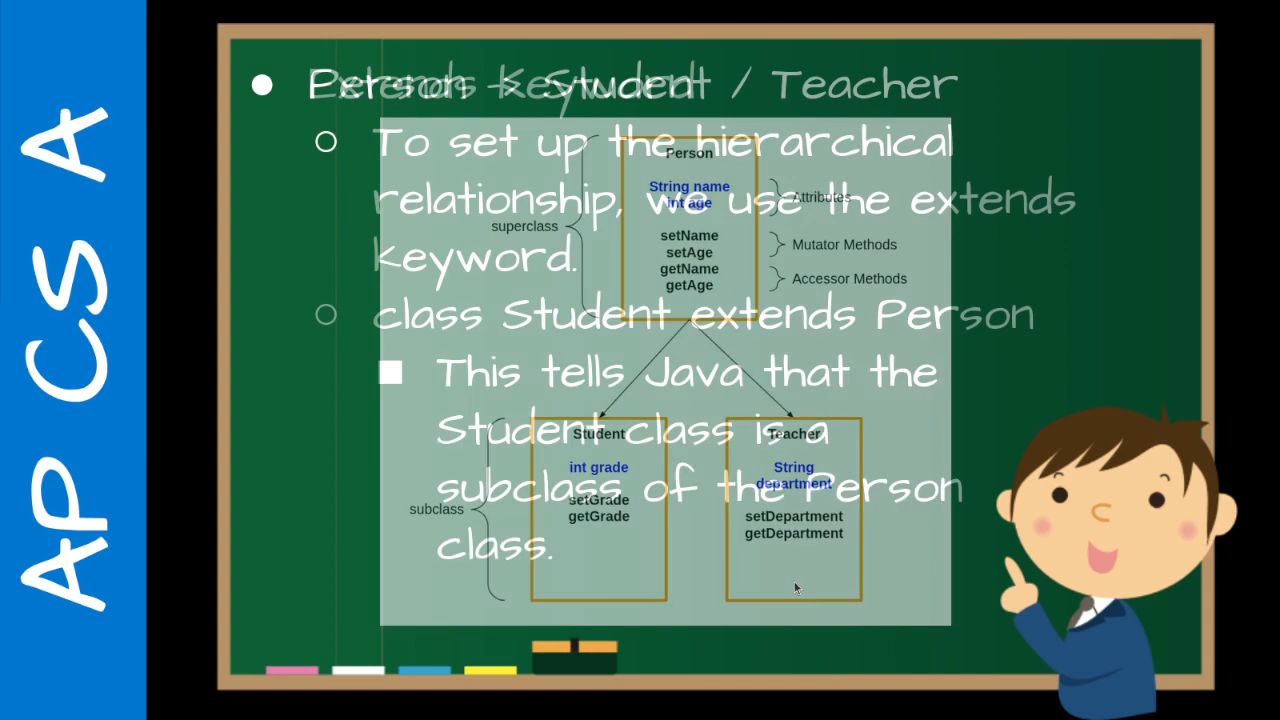 AP CS A
Extends Keyword
Person > Student / Teacher
To set up the hierarchical
relationship, we use the extends
keyword.
class Student extends Person
This tells Java that the
Student class is a
subclass of the Person
class.
Person
String name
int age
setName
setAge
getName
getAge
superclass
Attributes
Mutator Methods
Accessor Methods
Student
int grade
setGrade
getGrade
subclass
Teacher
String
department
setDepartment
getDepartment